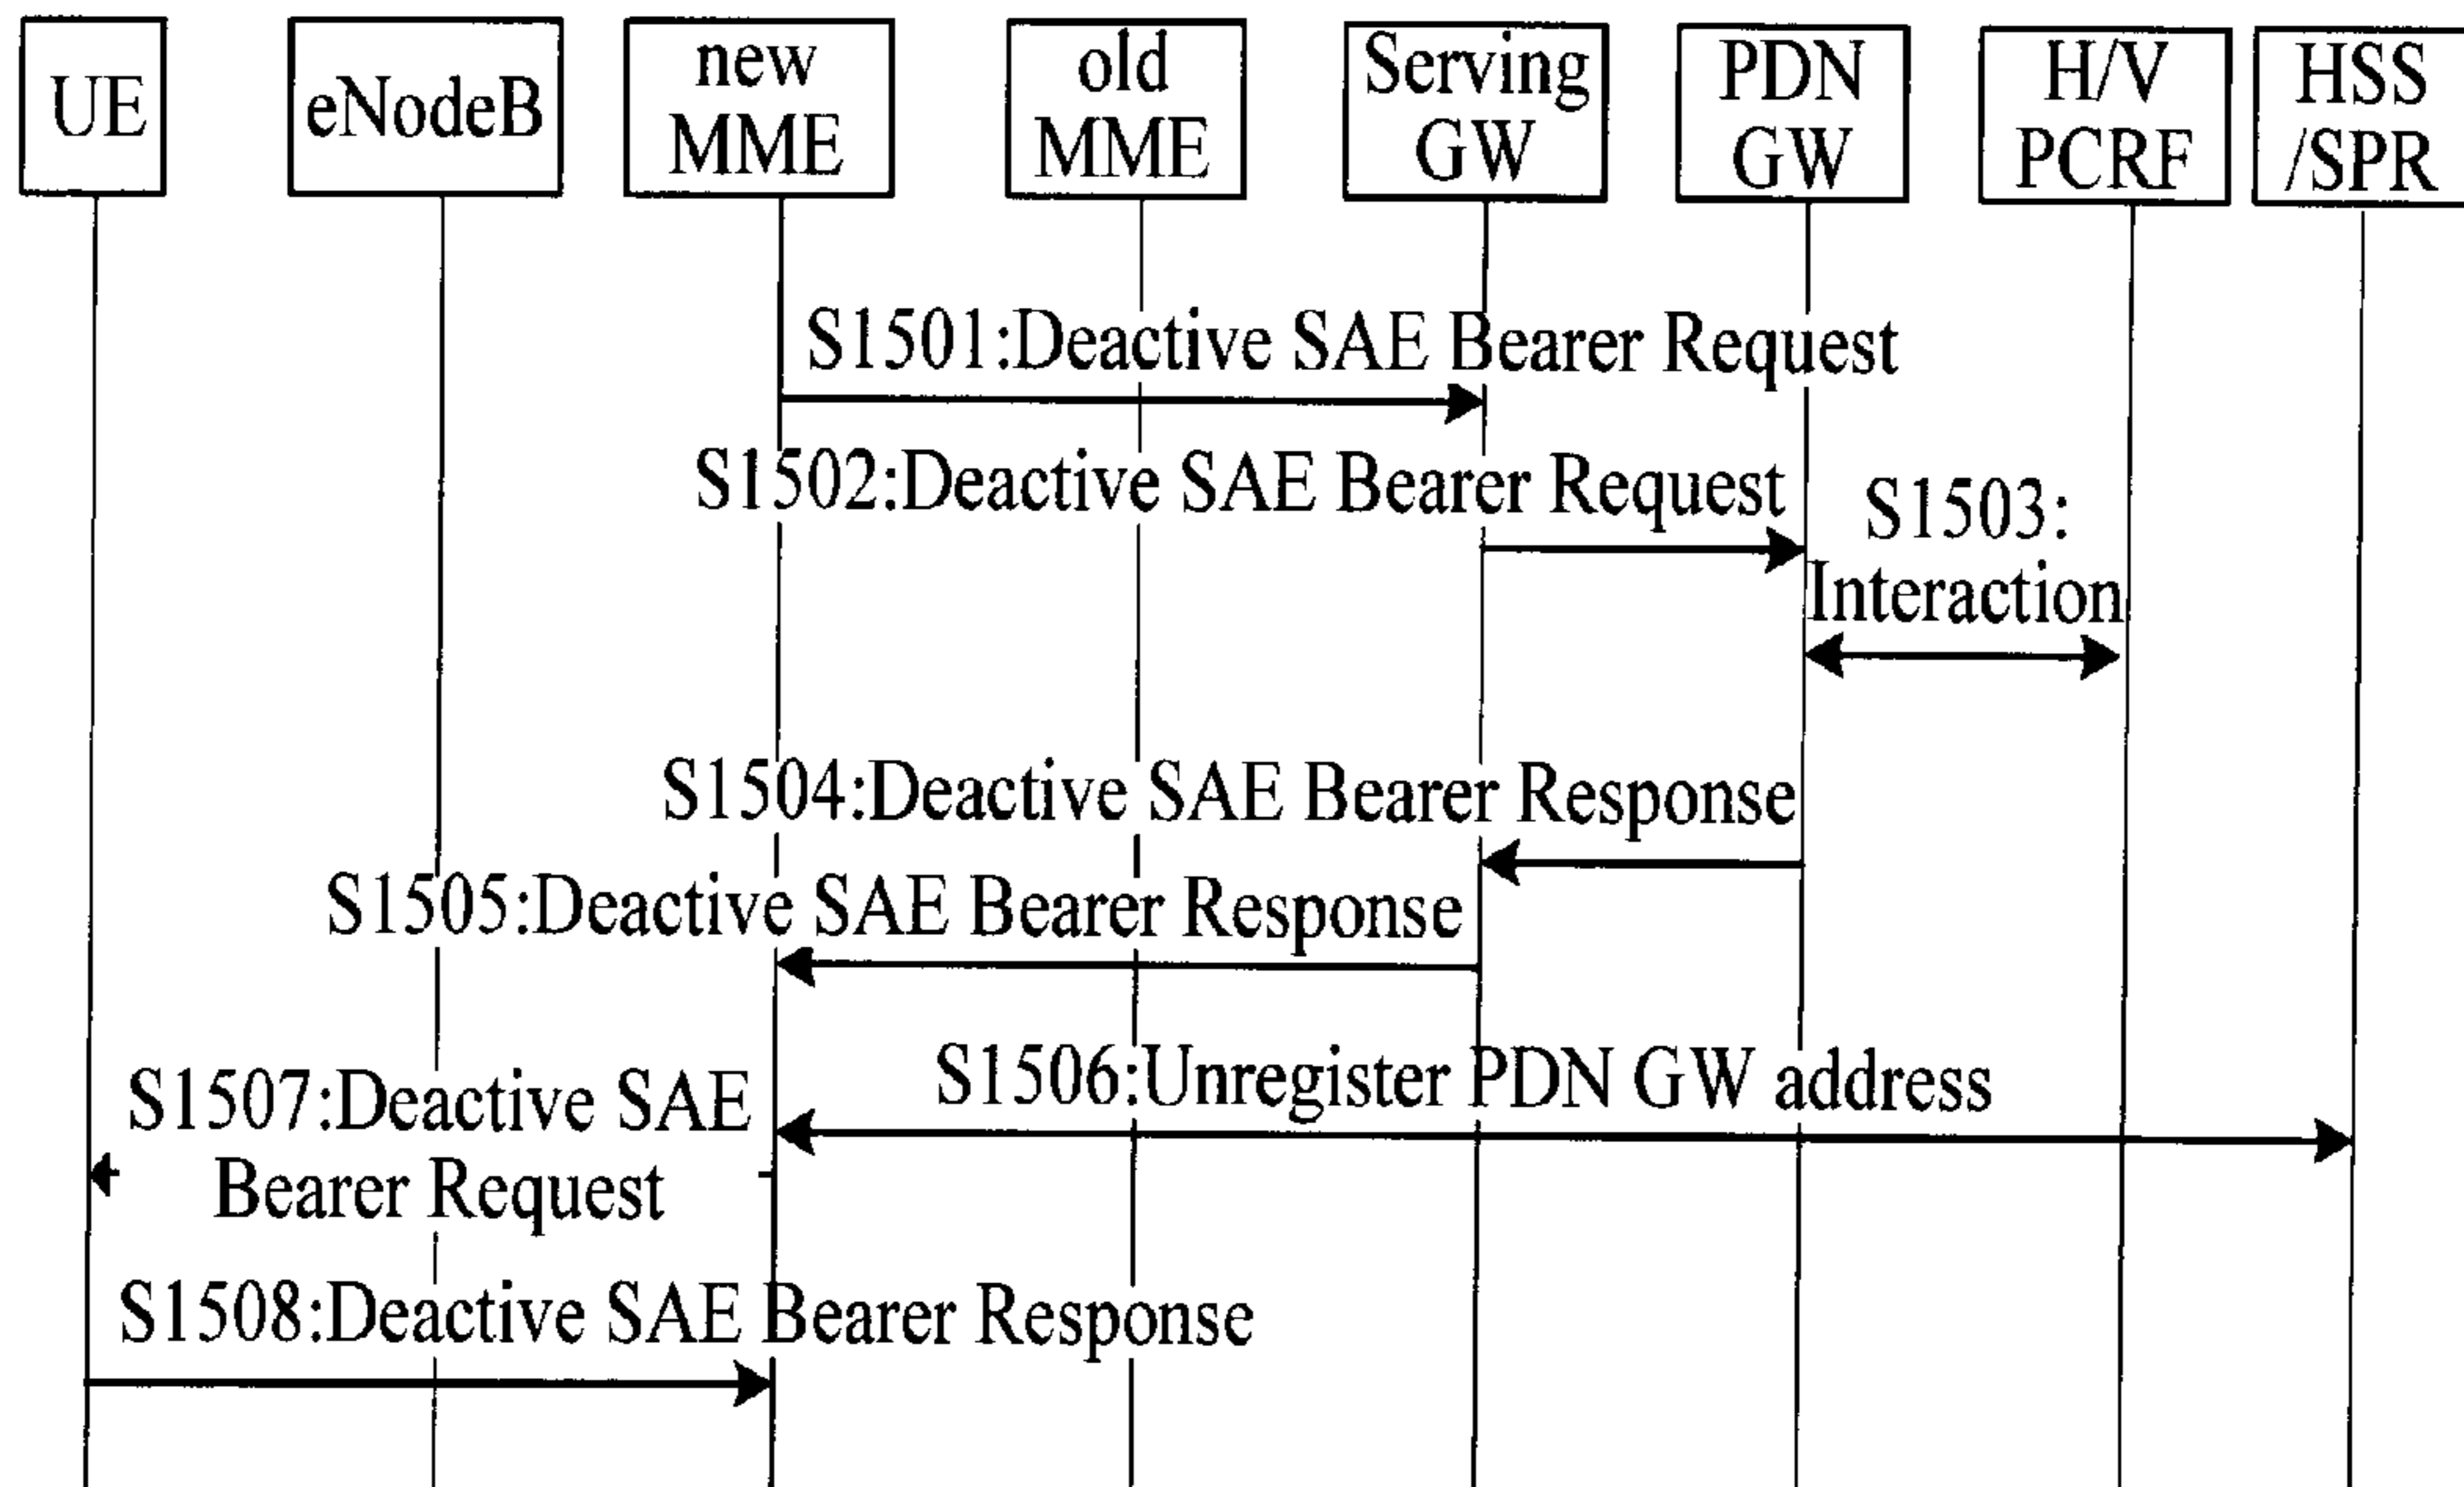 UE
eNodeB
new
MME
old
MME
Serving
GW
PDN
GW
H/V
PCRF
HSS
/SPR
S1501:Deactive SAE Bearer Request
S1502:Deactive SAE Bearer Request
S1503:
Interaction
S1504:Deactive SAE Bearer Response
S1505:Deactive SAE Bearer Response
S1506:Unregister PDN GW address
S1507:Deactive SAE
Bearer Request
S1508:Deactive SAE Bearer Response